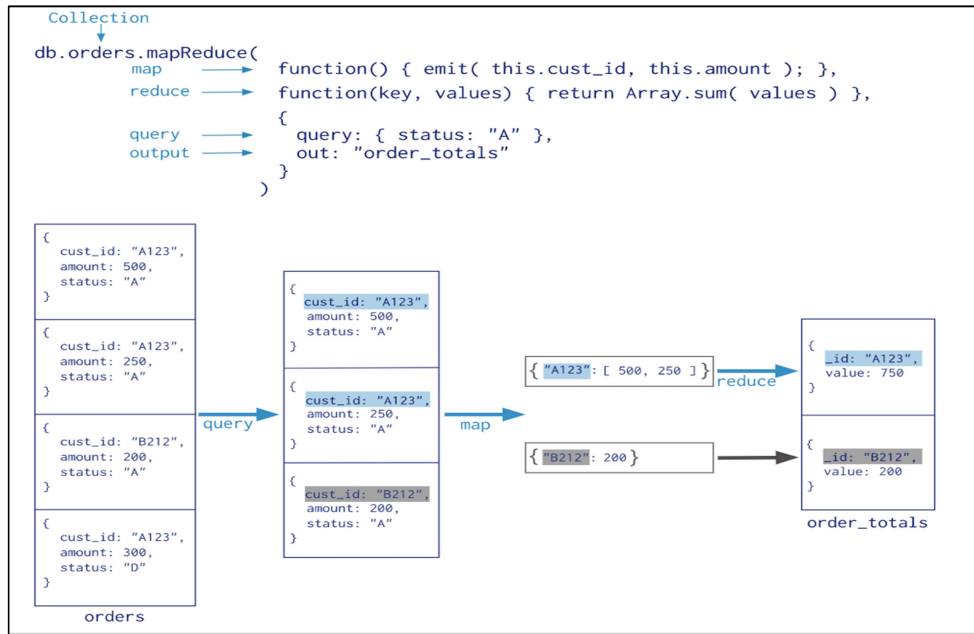 Collection
db.orders.mapReduce(
map function() { emit( this.cust_id, this.amount ); },
reduce function(key, values) { return Array.sum( values ) },
{
query query: { status: "A" },
output out: "order_totals"
}
)
{
cust_id: "A123",
amount: 500,
status: "A"
}
{
cust_id: "A123",
amount: 250,
status: "A"
}
{
cust_id: "B212",
amount: 200,
status: "A"
}
{
cust_id: "A123",
amount: 300,
status: "D"
}
orders
query
{
cust_id: "A123",
amount: 500,
status: "A"
}
{
cust_id: "A123",
amount: 250,
status: "A"
}
{
cust_id: "B212",
amount: 200,
status: "A"
}
map
{ "A123": [ 500, 250 ] }
{ "B212": 200 }
reduce
{
_id: "A123",
value: 750
}
{
_id: "B212",
value: 200
}
order_totals